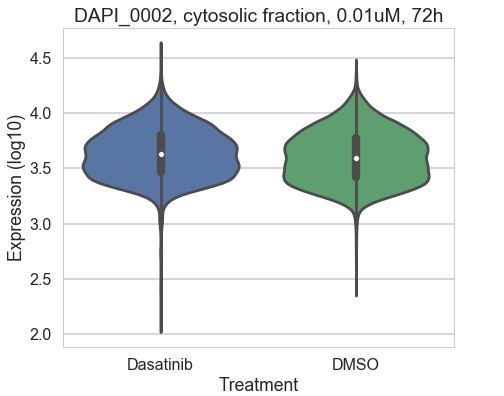 DAPI_0002, cytosolic fraction, 0.01uM, 72h
Expression (log10)
4.5
4.0
3.5
3.0
2.5
2.0
Dasatinib DMSO
Treatment